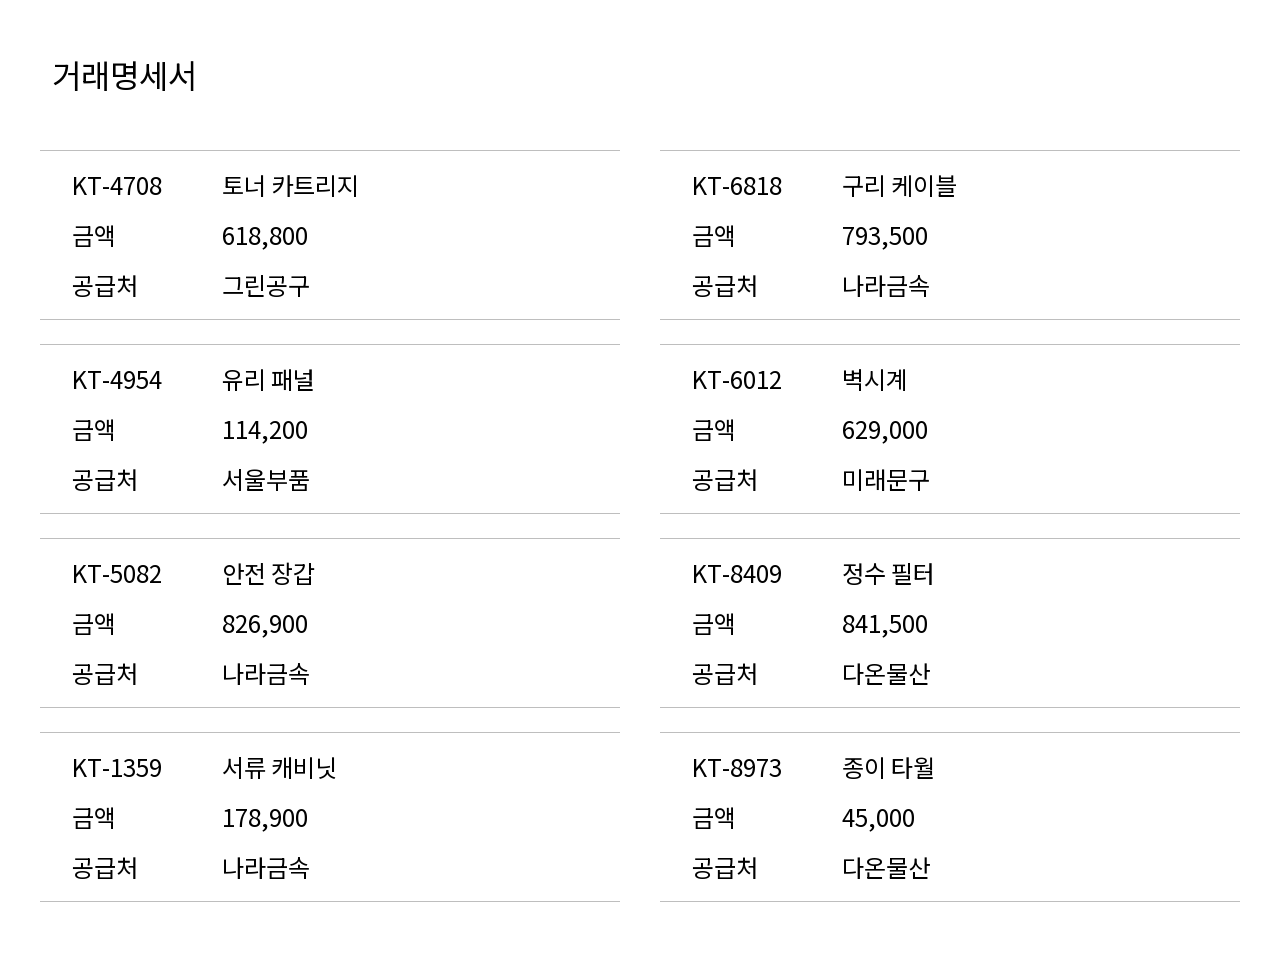 거래명세서
KT-4708 토너 카트리지
금액 618,800
공급처 그린공구
KT-6818 구리 케이블
금액 793,500
공급처 나라금속
KT-4954 유리 패널
금액 114,200
공급처 서울부품
KT-6012 벽시계
금액 629,000
공급처 미래문구
KT-5082 안전 장갑
금액 826,900
공급처 나라금속
KT-8409 정수 필터
금액 841,500
공급처 다온물산
KT-1359 서류 캐비닛
금액 178,900
공급처 나라금속
KT-8973 종이 타월
금액 45,000
공급처 다온물산